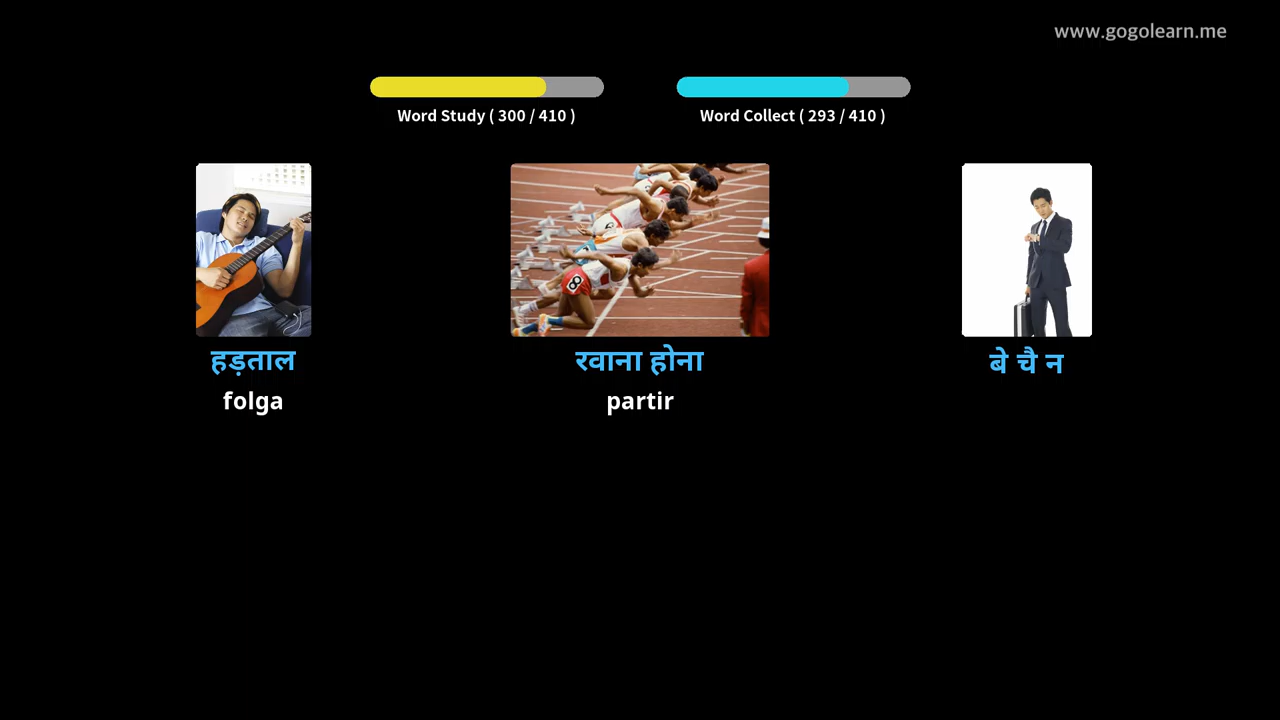 www.gogolearn.me
Word Study ( 300 / 410 )
Word Collect ( 293 / 410 )
हड़ताल
रवाना होना
बे चै न
folga
partir